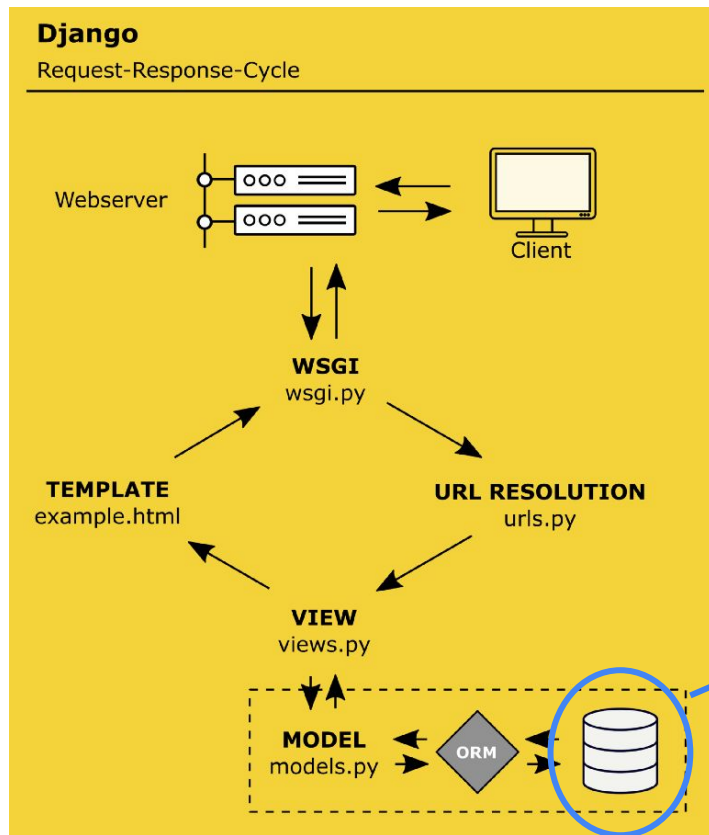 Django
Request-Response-Cycle
Webserver
Client
WSGI
wsgi.py
TEMPLATE
example.html
URL RESOLUTION
urls.py
VIEW
views.py
MODEL
models.py
ORM